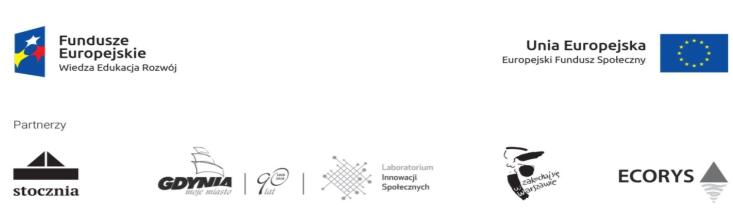 Fundusze
Europejskie
Wiedza Edukacja Rozwój
Unia Europejska
Europejski Fundusz Społeczny
Partnerzy
stocznia
GDYNIA
moje miasto
90
lat
Laboratorium
Innowacji
Społecznych
zakochaj się
w Warszawie
ECORYS